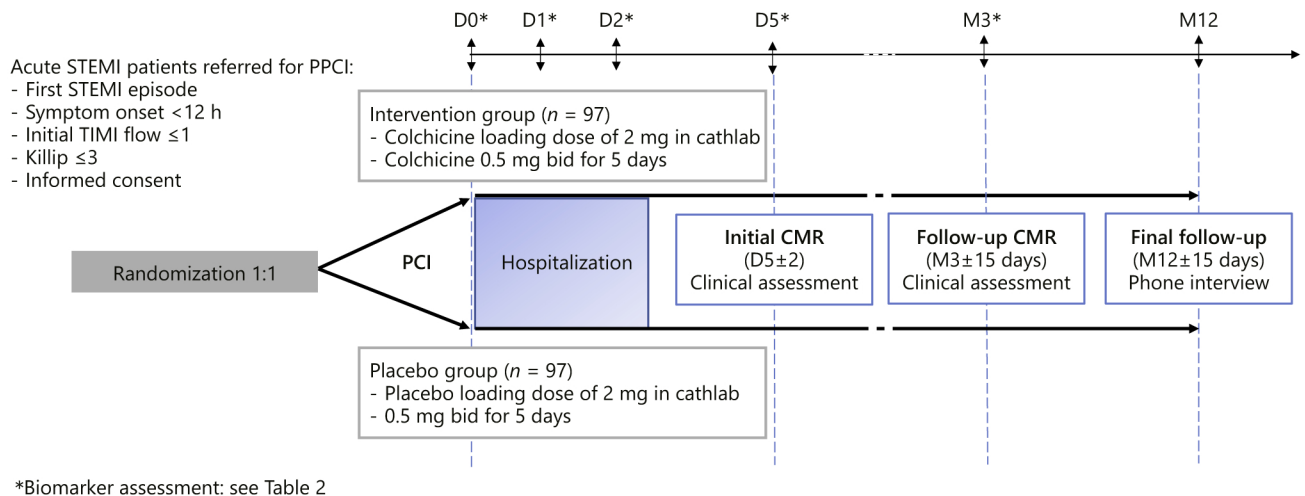 D0* D1* D2* D5* M3* M12
Acute STEMI patients referred for PPCI:
- First STEMI episode
- Symptom onset <12 h
- Initial TIMI flow ≤1
- Killip ≤3
- Informed consent
Intervention group (n = 97)
- Colchicine loading dose of 2 mg in cathlab
- Colchicine 0.5 mg bid for 5 days
Randomization 1:1
PCI
Hospitalization
Initial CMR
(D5±2)
Clinical assessment
Follow-up CMR
(M3±15 days)
Clinical assessment
Final follow-up
(M12±15 days)
Phone interview
Placebo group (n = 97)
- Placebo loading dose of 2 mg in cathlab
- 0.5 mg bid for 5 days
*Biomarker assessment: see Table 2